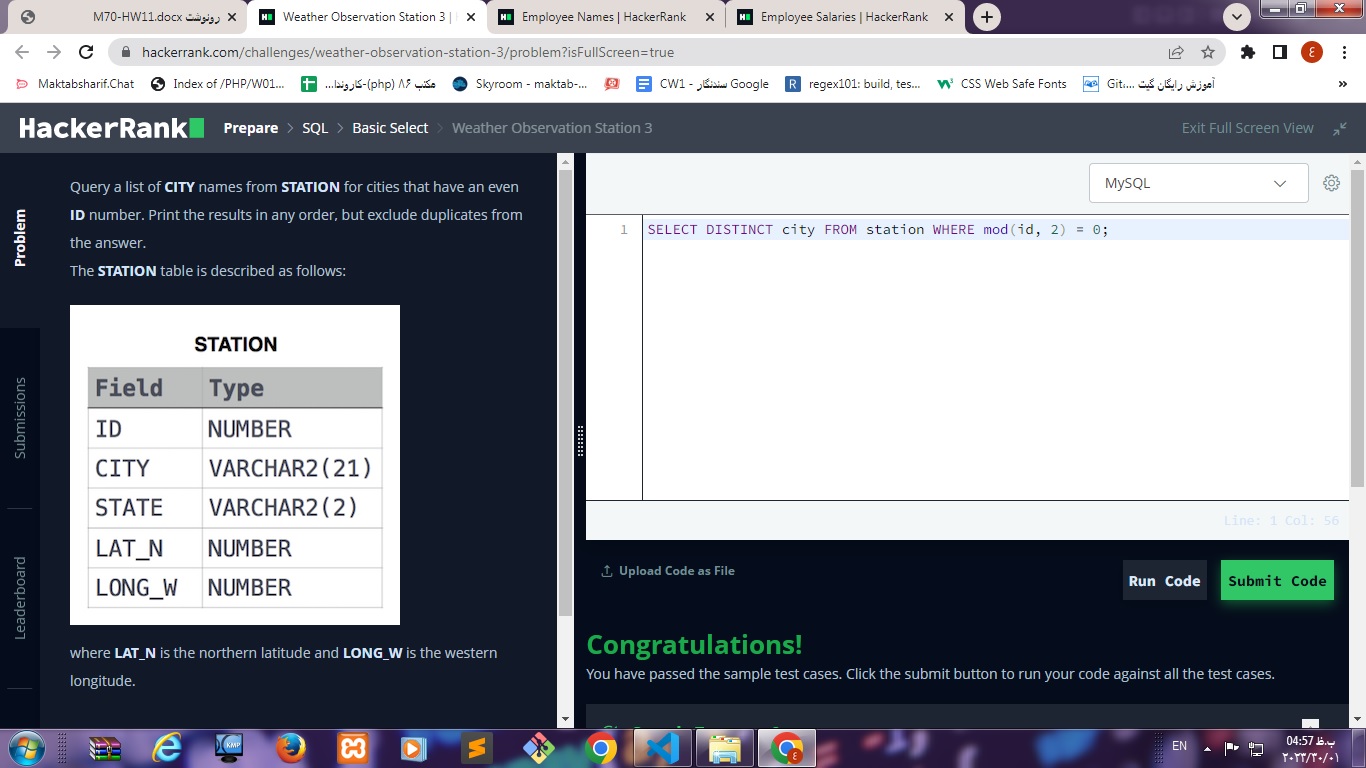 رونوشت M70-HW11.docx
Weather Observation Station 3 |
Employee Names | HackerRank
Employee Salaries | HackerRank
hackerrank.com/challenges/weather-observation-station-3/problem?isFullScreen=true
Maktabsharif.Chat
Index of /PHP/W01...
مکتب ۸۶ (php)-کاروندا...
Skyroom - maktab-...
CW1 - سندنگار Google
regex101: build, tes...
CSS Web Safe Fonts
آموزش رایگان گیت ...Git
»
HackerRank
Prepare > SQL > Basic Select > Weather Observation Station 3
Exit Full Screen View
Problem
Submissions
Leaderboard
Query a list of CITY names from STATION for cities that have an even
ID number. Print the results in any order, but exclude duplicates from
the answer.
The STATION table is described as follows:
STATION
Field Type
ID NUMBER
CITY VARCHAR2(21)
STATE VARCHAR2(2)
LAT_N NUMBER
LONG_W NUMBER
where LAT_N is the northern latitude and LONG_W is the western
longitude.
MySQL
1 SELECT DISTINCT city FROM station WHERE mod(id, 2) = 0;
Line: 1 Col: 56
Upload Code as File
Run Code
Submit Code
Congratulations!
You have passed the sample test cases. Click the submit button to run your code against all the test cases.
KMP
EN
04:57 ب.ظ